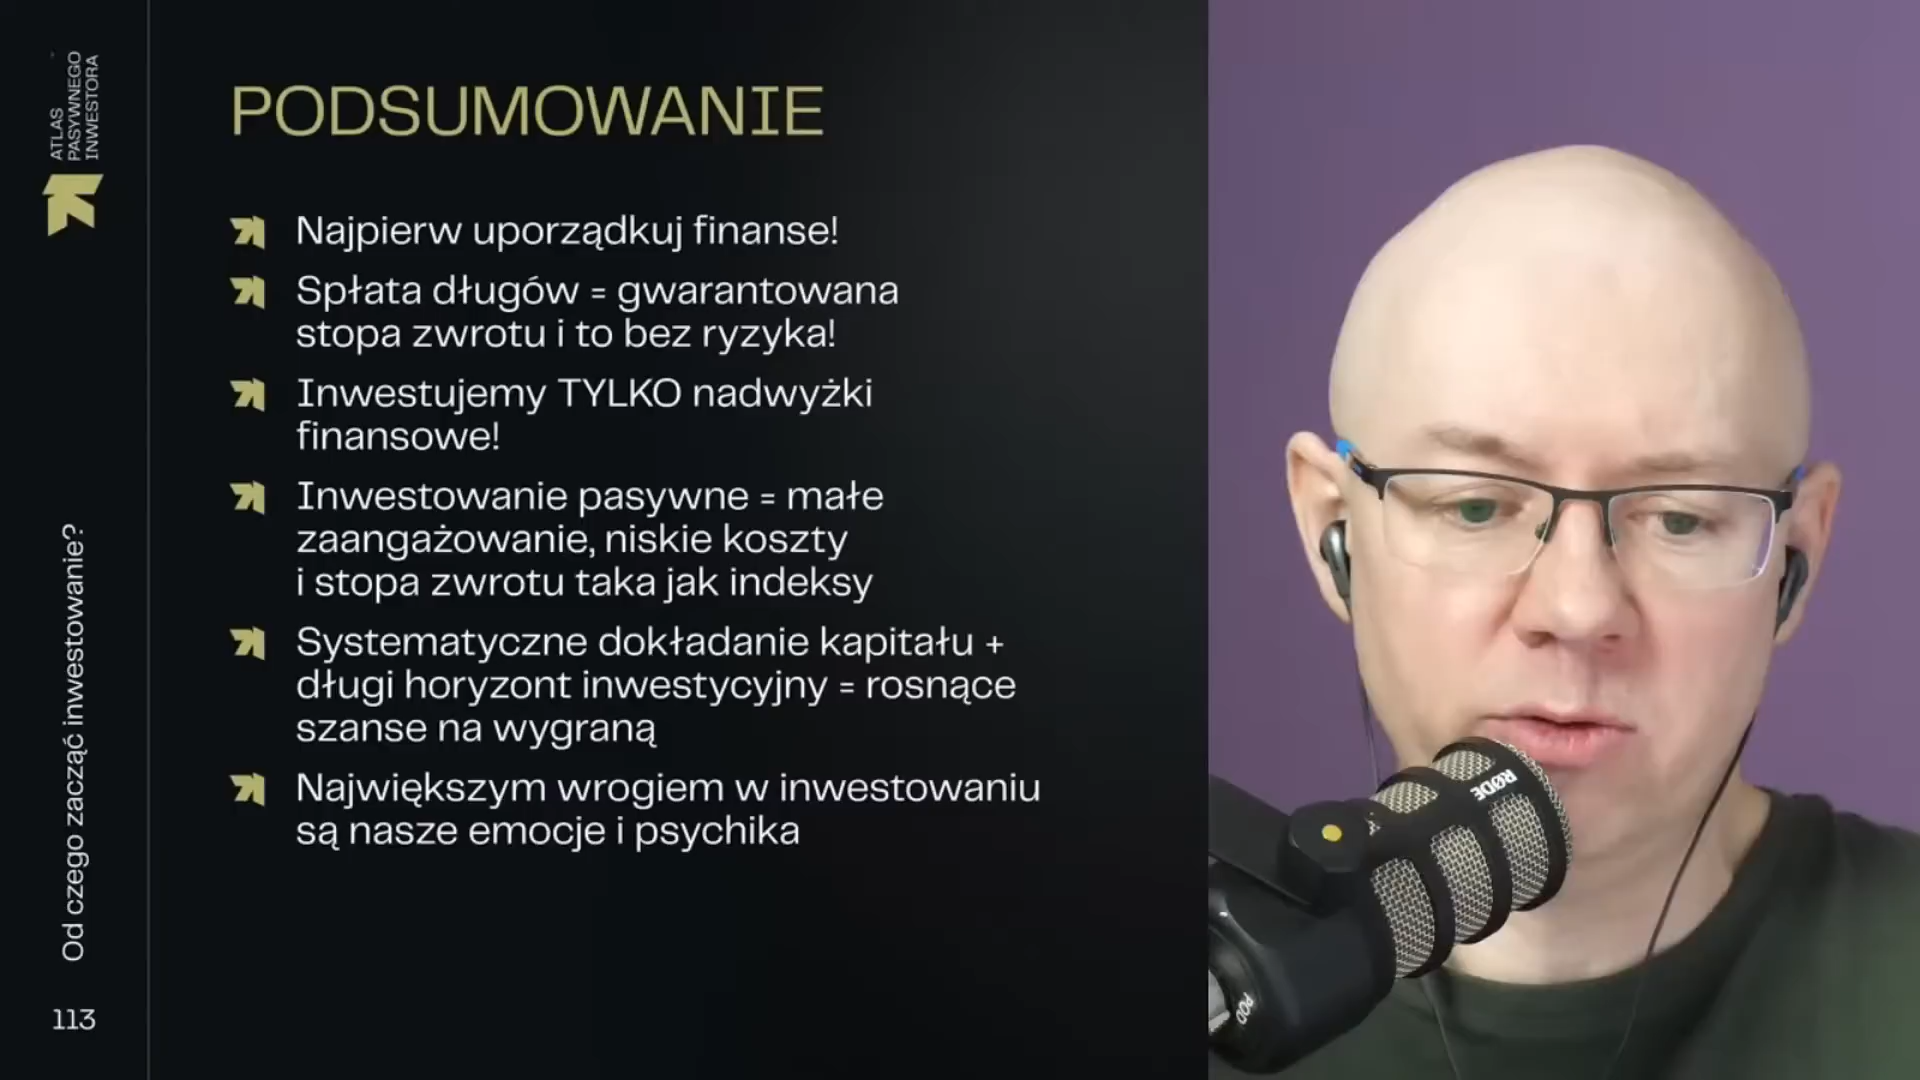 ATLAS
PASYWNEGO
INWESTORA
Od czego zacząć inwestowanie?
113
PODSUMOWANIE
Najpierw uporządkuj finanse!
Spłata długów = gwarantowana
stopa zwrotu i to bez ryzyka!
Inwestujemy TYLKO nadwyżki
finansowe!
Inwestowanie pasywne = małe
zaangażowanie, niskie koszty
i stopa zwrotu taka jak indeksy
Systematyczne dokładanie kapitału +
długi horyzont inwestycyjny = rosnące
szanse na wygraną
Największym wrogiem w inwestowaniu
są nasze emocje i psychika
RØDE
POD